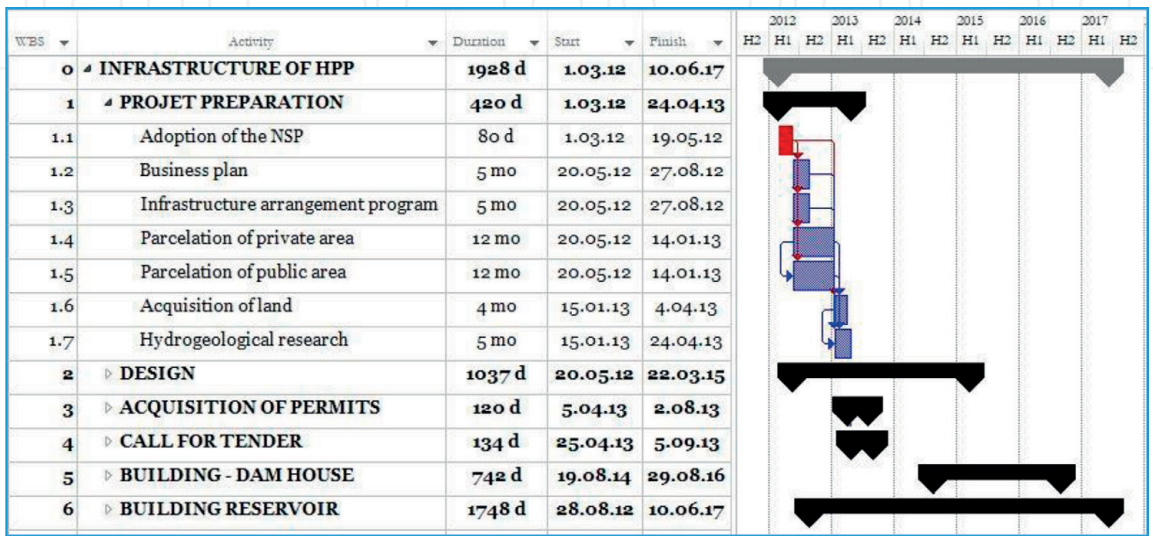 2012 2013 2014 2015 2016 2017
WBS Activity Duration Start Finish H2 H1 H2 H1 H2 H1 H2 H1 H2 H1 H2 H1 H2
0 INFRASTRUCTURE OF HPP 1928 d 1.03.12 10.06.17
1 PROJET PREPARATION 420 d 1.03.12 24.04.13
1.1 Adoption of the NSP 80 d 1.03.12 19.05.12
1.2 Business plan 5 mo 20.05.12 27.08.12
1.3 Infrastructure arrangement program 5 mo 20.05.12 27.08.12
1.4 Parcelation of private area 12 mo 20.05.12 14.01.13
1.5 Parcelation of public area 12 mo 20.05.12 14.01.13
1.6 Acquisition of land 4 mo 15.01.13 4.04.13
1.7 Hydrogeological research 5 mo 15.01.13 24.04.13
2 DESIGN 1037 d 20.05.12 22.03.15
3 ACQUISITION OF PERMITS 120 d 5.04.13 2.08.13
4 CALL FOR TENDER 134 d 25.04.13 5.09.13
5 BUILDING - DAM HOUSE 742 d 19.08.14 29.08.16
6 BUILDING RESERVOIR 1748 d 28.08.12 10.06.17